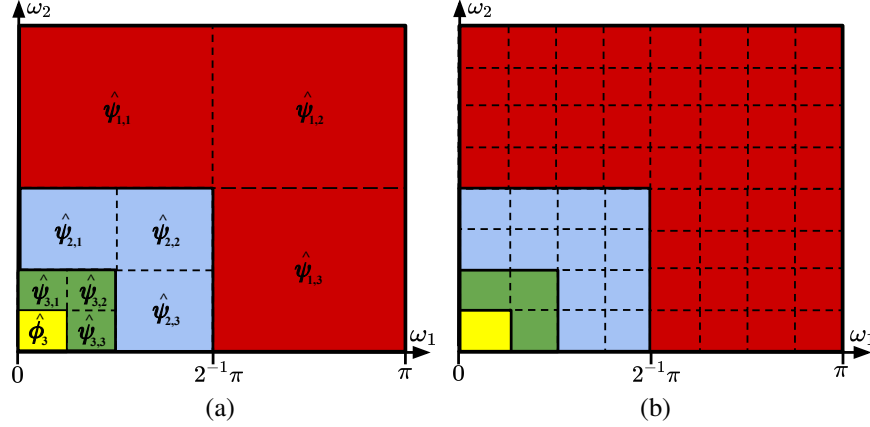 ω₂ ω₂
ψ̂₁,₁ ψ̂₁,₂
ψ̂₂,₁ ψ̂₂,₂
ψ̂₁,₃
ψ̂₃,₁ ψ̂₃,₂
ψ̂₂,₃
ϕ̂₃ ψ̂₃,₃
ω₁ ω₁
0 2⁻¹π π 0 2⁻¹π π
(a) (b)